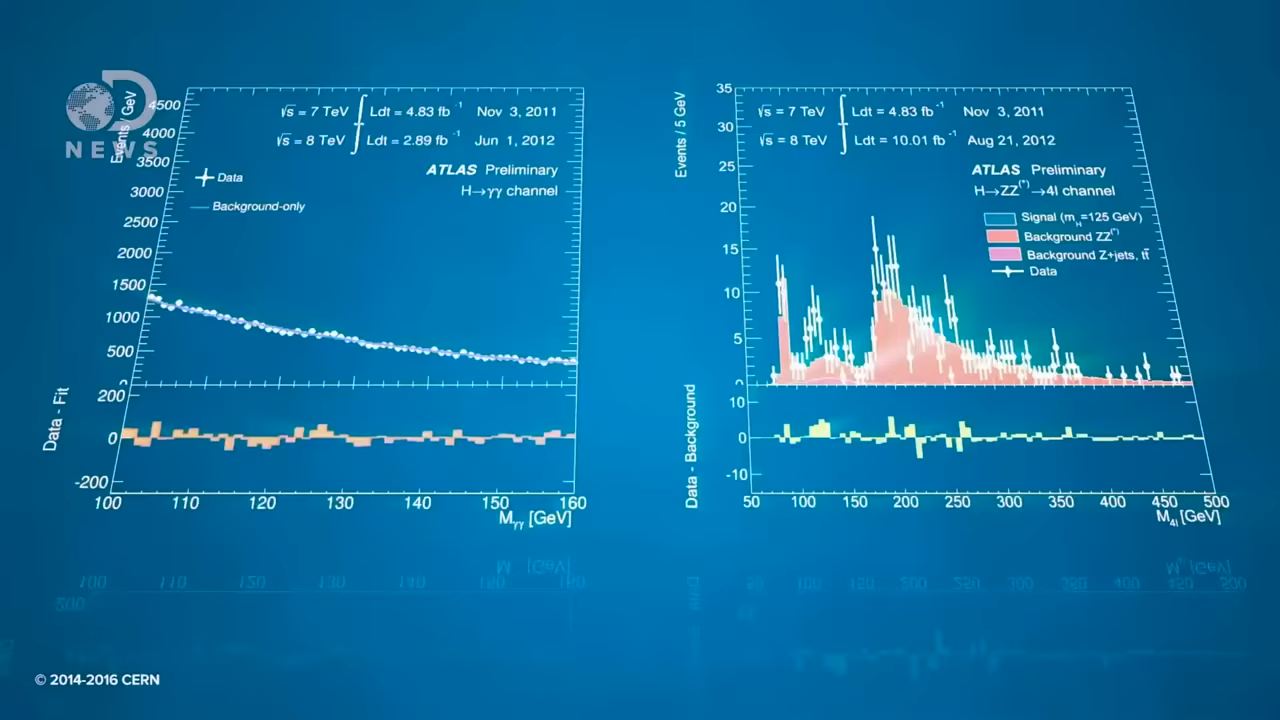 NEWS
Events / GeV
4500
4000
3500
3000
2500
2000
1500
1000
500
0
√s = 7 TeV ∫ Ldt = 4.83 fb⁻¹ Nov 3, 2011
√s = 8 TeV Ldt = 2.89 fb⁻¹ Jun 1, 2012
ATLAS Preliminary
H→γγ channel
Data
Background-only
Data - Fit
200
0
-200
100 110 120 130 140 150 160
Mγγ [GeV]
Events / 5 GeV
35
30
25
20
15
10
5
0
√s = 7 TeV ∫ Ldt = 4.83 fb⁻¹ Nov 3, 2011
√s = 8 TeV Ldt = 10.01 fb⁻¹ Aug 21, 2012
ATLAS Preliminary
H→ZZ(*)→4l channel
Signal (mH=125 GeV)
Background ZZ(*)
Background Z+jets, tt̄
Data
Data - Background
10
0
-10
50 100 150 200 250 300 350 400 450 500
M4l [GeV]
© 2014-2016 CERN